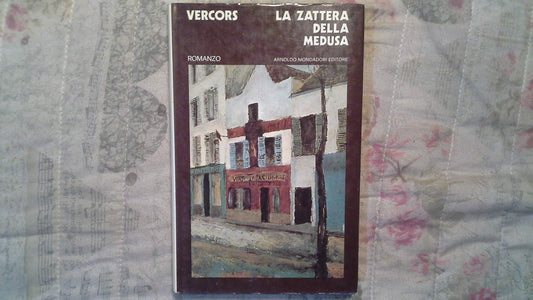 VERCORS
LA ZATTERA
DELLA
MEDUSA
ROMANZO
ARNOLDO MONDADORI EDITORE